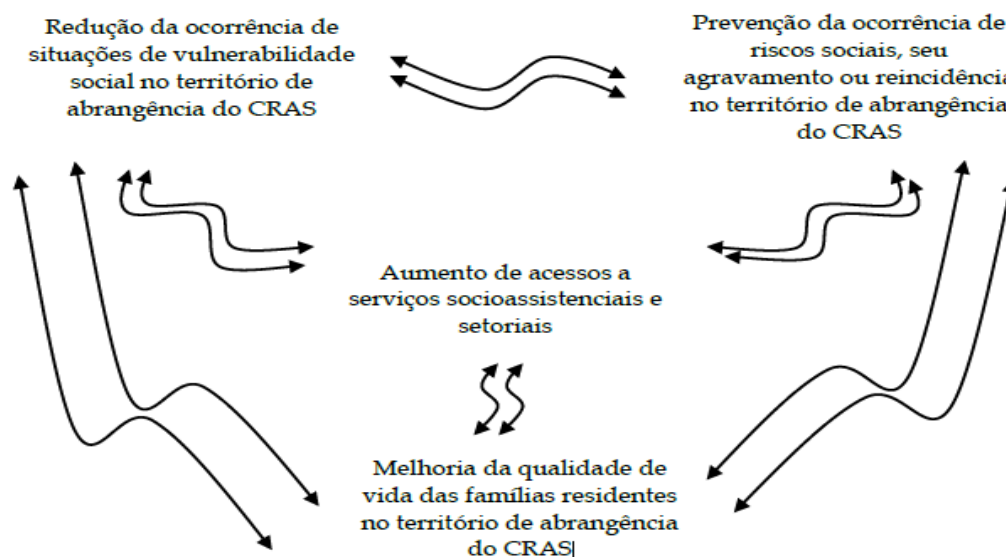 Redução da ocorrência de
situações de vulnerabilidade
social no território de
abrangência do CRAS
Prevenção da ocorrência de
riscos sociais, seu
agravamento ou reincidência
no território de abrangência
do CRAS
Aumento de acessos a
serviços socioassistenciais e
setoriais
Melhoria da qualidade de
vida das famílias residentes
no território de abrangência
do CRAS